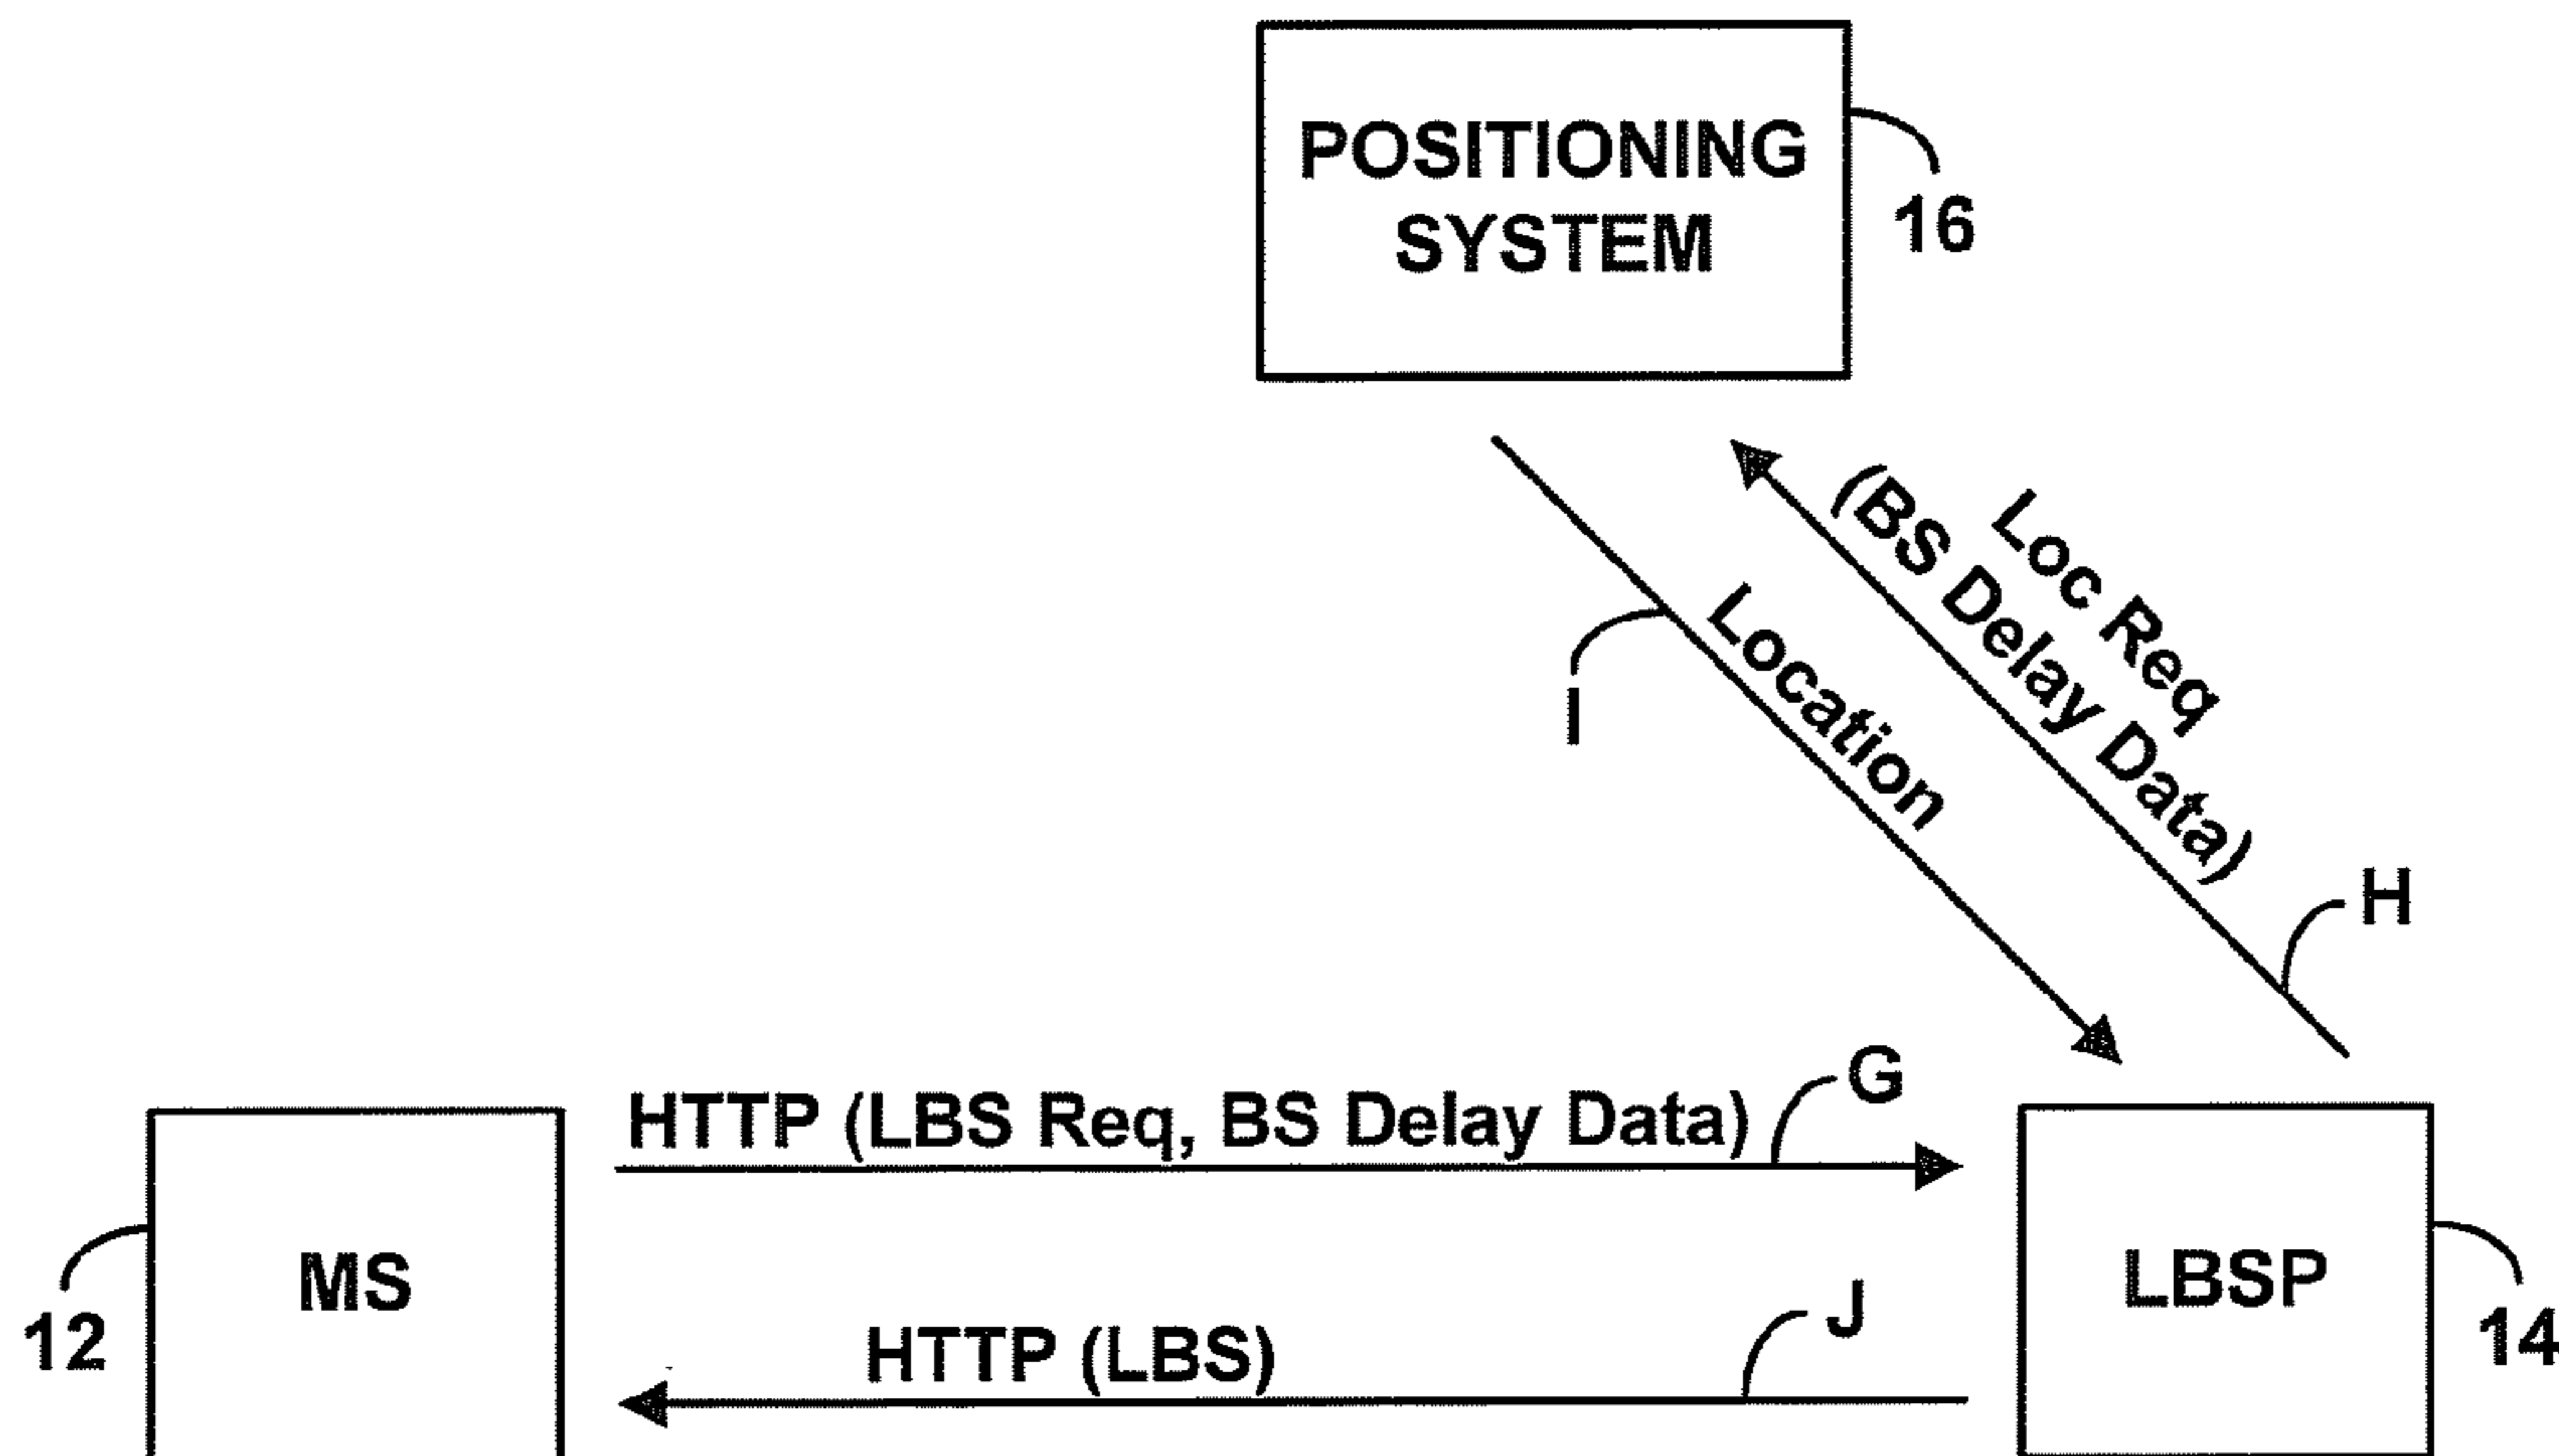 POSITIONING
SYSTEM
16
Loc Req
(BS Delay Data)
Location
I
H
G
HTTP (LBS Req, BS Delay Data)
MS
12
LBSP
14
J
HTTP (LBS)